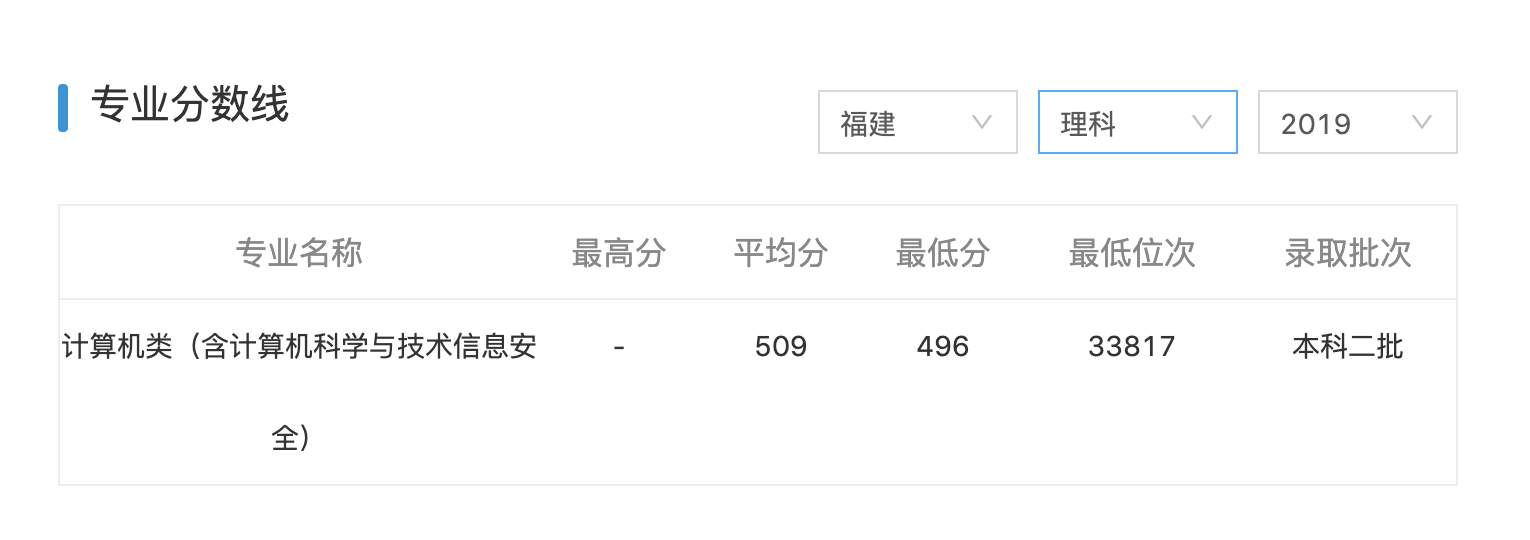 专业分数线
福建 理科 2019
专业名称 最高分 平均分 最低分 最低位次 录取批次
计算机类（含计算机科学与技术信息安 - 509 496 33817 本科二批
全）